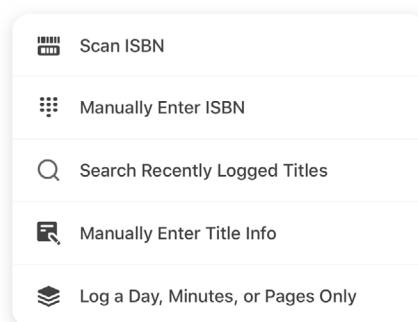 Scan ISBN
Manually Enter ISBN
Search Recently Logged Titles
Manually Enter Title Info
Log a Day, Minutes, or Pages Only